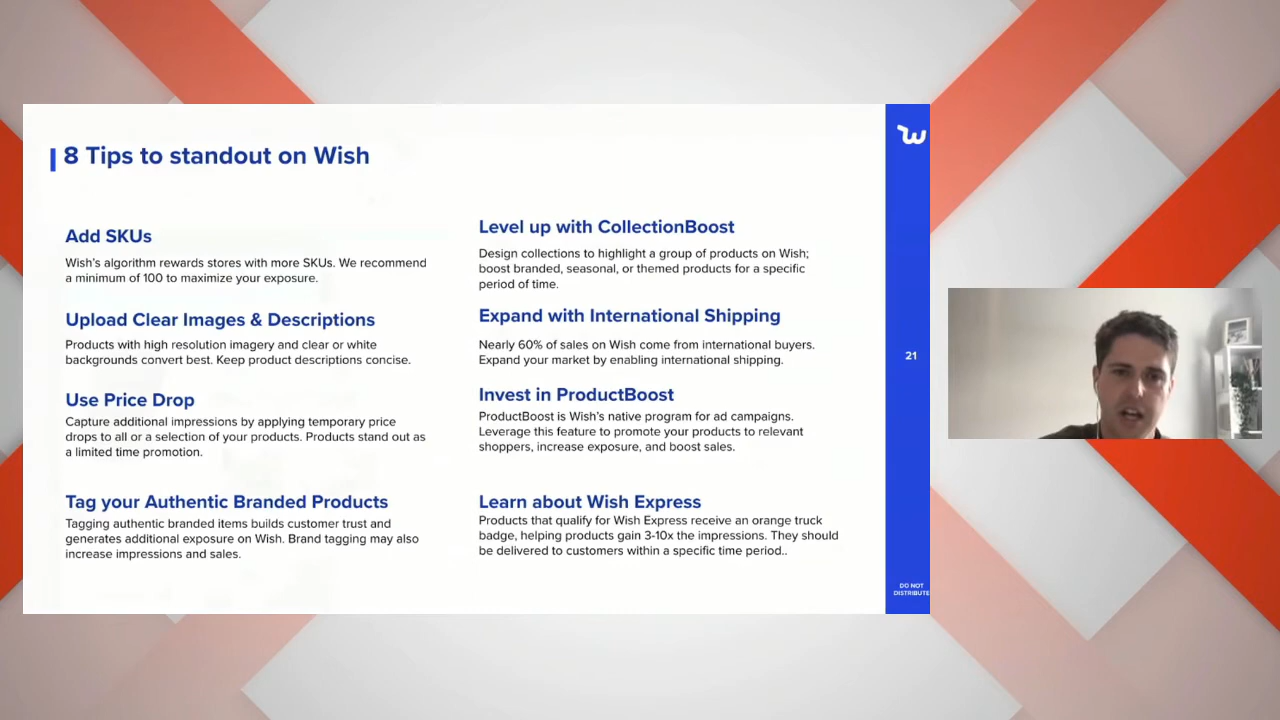 8 Tips to standout on Wish
Add SKUs
Wish's algorithm rewards stores with more SKUs. We recommend
a minimum of 100 to maximize your exposure.
Upload Clear Images & Descriptions
Products with high resolution imagery and clear or white
backgrounds convert best. Keep product descriptions concise.
Use Price Drop
Capture additional impressions by applying temporary price
drops to all or a selection of your products. Products stand out as
a limited time promotion.
Tag your Authentic Branded Products
Tagging authentic branded items builds customer trust and
generates additional exposure on Wish. Brand tagging may also
increase impressions and sales.
Level up with CollectionBoost
Design collections to highlight a group of products on Wish;
boost branded, seasonal, or themed products for a specific
period of time.
Expand with International Shipping
Nearly 60% of sales on Wish come from international buyers.
Expand your market by enabling international shipping.
Invest in ProductBoost
ProductBoost is Wish's native program for ad campaigns.
Leverage this feature to promote your products to relevant
shoppers, increase exposure, and boost sales.
Learn about Wish Express
Products that qualify for Wish Express receive an orange truck
badge, helping products gain 3-10x the impressions. They should
be delivered to customers within a specific time period..
w
21
DO NOT
DISTRIBUTE